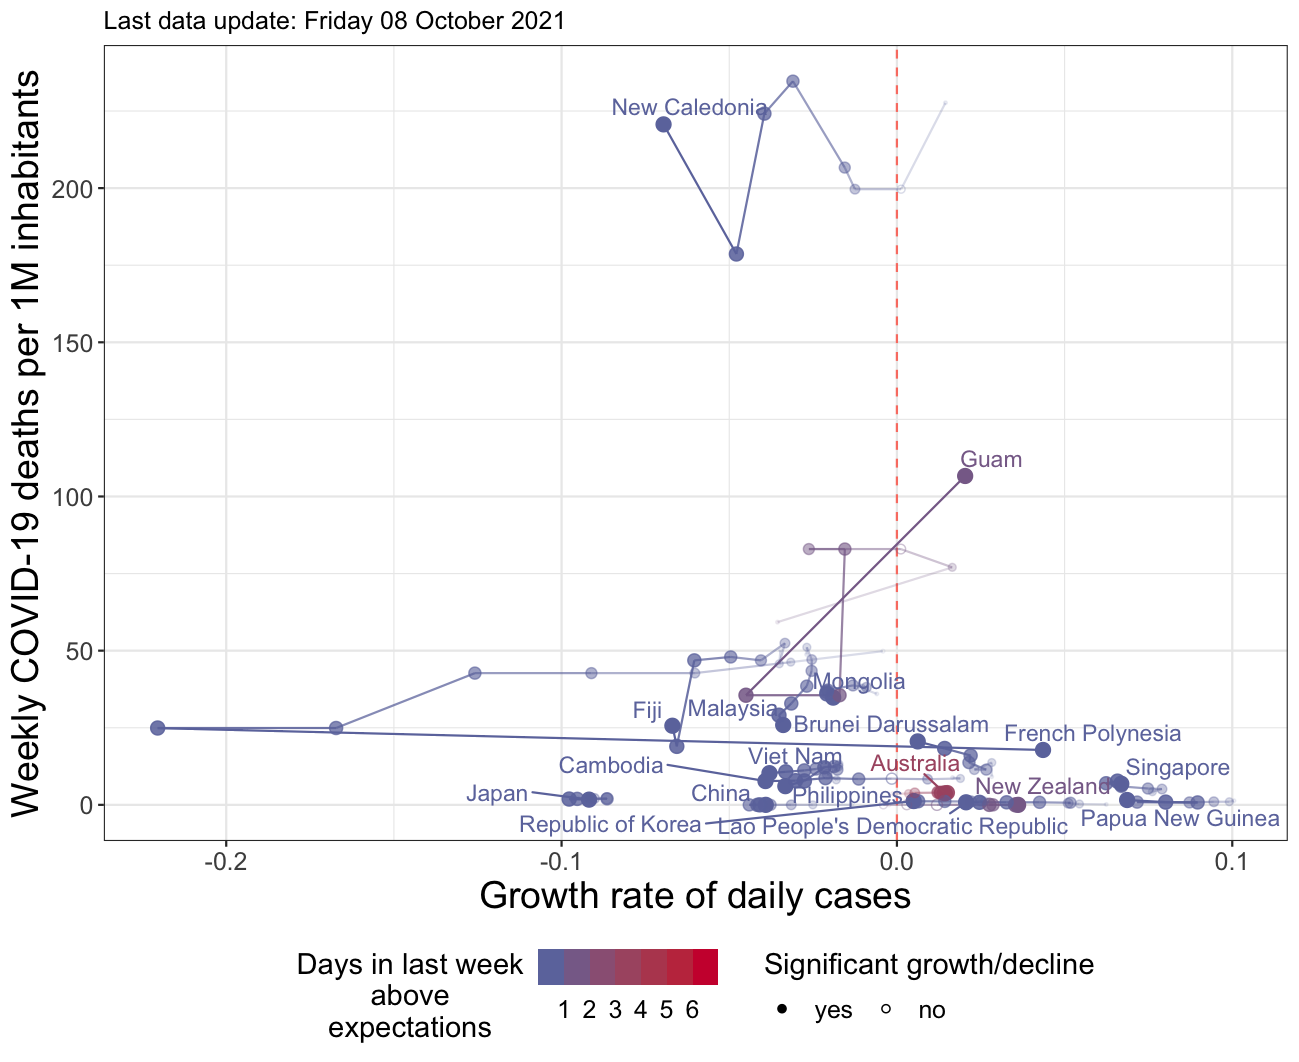 Last data update: Friday 08 October 2021
Weekly COVID-19 deaths per 1M inhabitants
200
150
100
50
0
New Caledonia
Guam
Mongolia
Fiji
Malaysia
Brunei Darussalam
French Polynesia
Viet Nam
Cambodia
Australia
Singapore
Japan
China
Philippines
New Zealand
Republic of Korea
Lao People's Democratic Republic
Papua New Guinea
-0.2
-0.1
0.0
0.1
Growth rate of daily cases
Days in last week
above
expectations
1 2 3 4 5 6
Significant growth/decline
yes
no